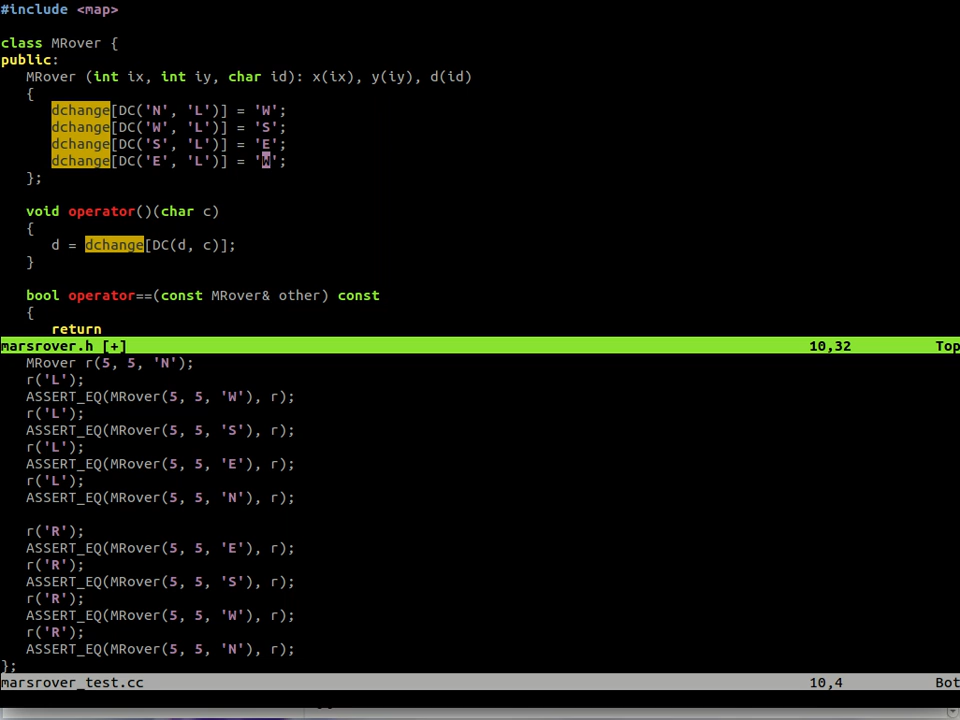 #include <map>
class MRover {
public:
MRover (int ix, int iy, char id): x(ix), y(iy), d(id)
{
dchange[DC('N', 'L')] = 'W';
dchange[DC('W', 'L')] = 'S';
dchange[DC('S', 'L')] = 'E';
dchange[DC('E', 'L')] = 'W';
};
void operator()(char c)
{
d = dchange[DC(d, c)];
}
bool operator==(const MRover& other) const
{
return
marsrover.h [+] 10,32 Top
MRover r(5, 5, 'N');
r('L');
ASSERT_EQ(MRover(5, 5, 'W'), r);
r('L');
ASSERT_EQ(MRover(5, 5, 'S'), r);
r('L');
ASSERT_EQ(MRover(5, 5, 'E'), r);
r('L');
ASSERT_EQ(MRover(5, 5, 'N'), r);
r('R');
ASSERT_EQ(MRover(5, 5, 'E'), r);
r('R');
ASSERT_EQ(MRover(5, 5, 'S'), r);
r('R');
ASSERT_EQ(MRover(5, 5, 'W'), r);
r('R');
ASSERT_EQ(MRover(5, 5, 'N'), r);
};
marsrover_test.cc 10,4 Bot